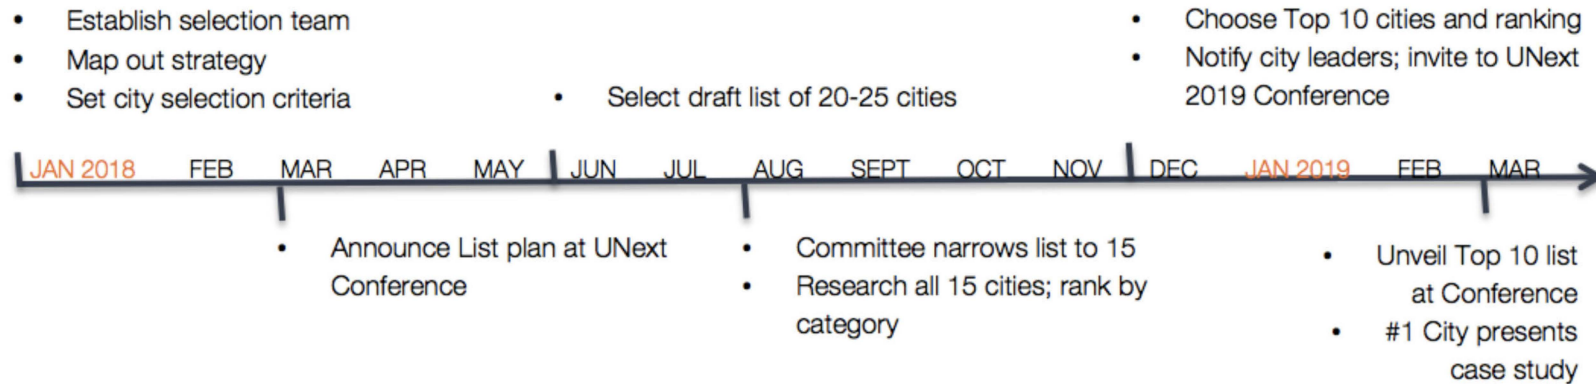 • Establish selection team
• Map out strategy
• Set city selection criteria
• Select draft list of 20-25 cities
• Choose Top 10 cities and ranking
• Notify city leaders; invite to UNext
2019 Conference
JAN 2018 FEB MAR APR MAY JUN JUL AUG SEPT OCT NOV DEC JAN 2019 FEB MAR
• Announce List plan at UNext
Conference
• Committee narrows list to 15
• Research all 15 cities; rank by
category
• Unveil Top 10 list
at Conference
• #1 City presents
case study